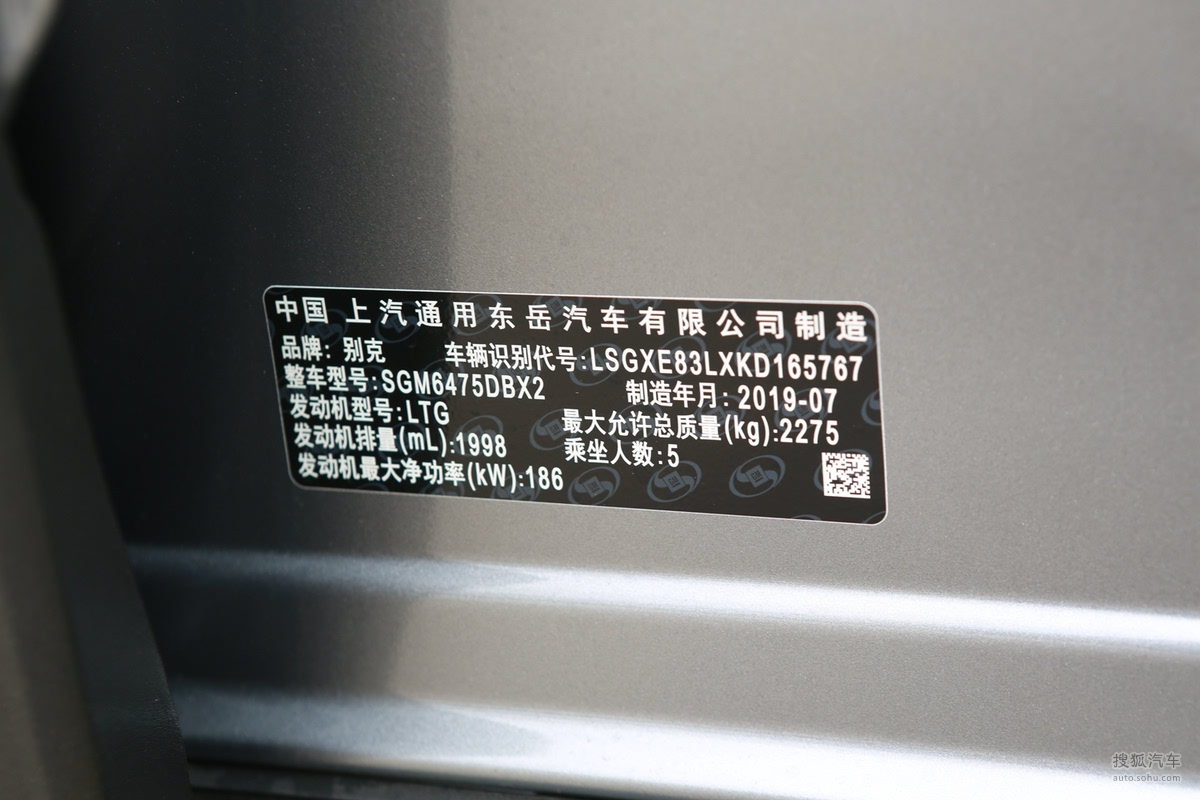 中国 上汽通用东岳汽车有限公司制造
品牌: 别克 车辆识别代号:LSGXE83LXKD165767
整车型号:SGM6475DBX2 制造年月: 2019-07
发动机型号:LTG 最大允许总质量(kg):2275
发动机排量(mL):1998 乘坐人数:5
发动机最大净功率(kW):186
搜狐汽车
auto.sohu.com